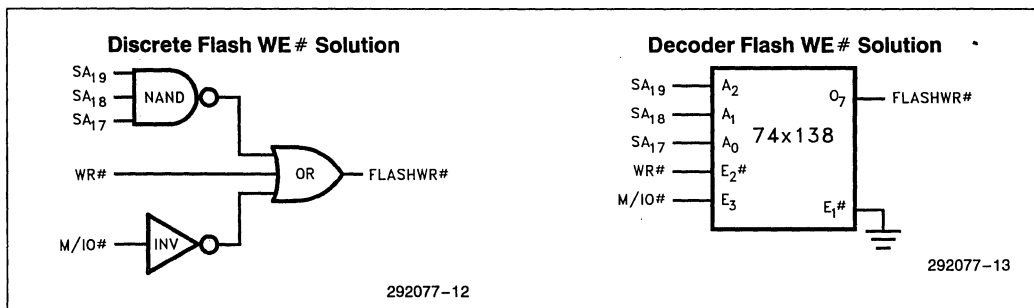 Discrete Flash WE# Solution
SA19
SA18
SA17
NAND
WR#
OR
FLASHWR#
M/IO#
INV
292077–12
Decoder Flash WE# Solution
SA19
A2
SA18
A1
SA17
A0
WR#
E2#
M/IO#
E3
74x138
O7
FLASHWR#
E1#
292077–13